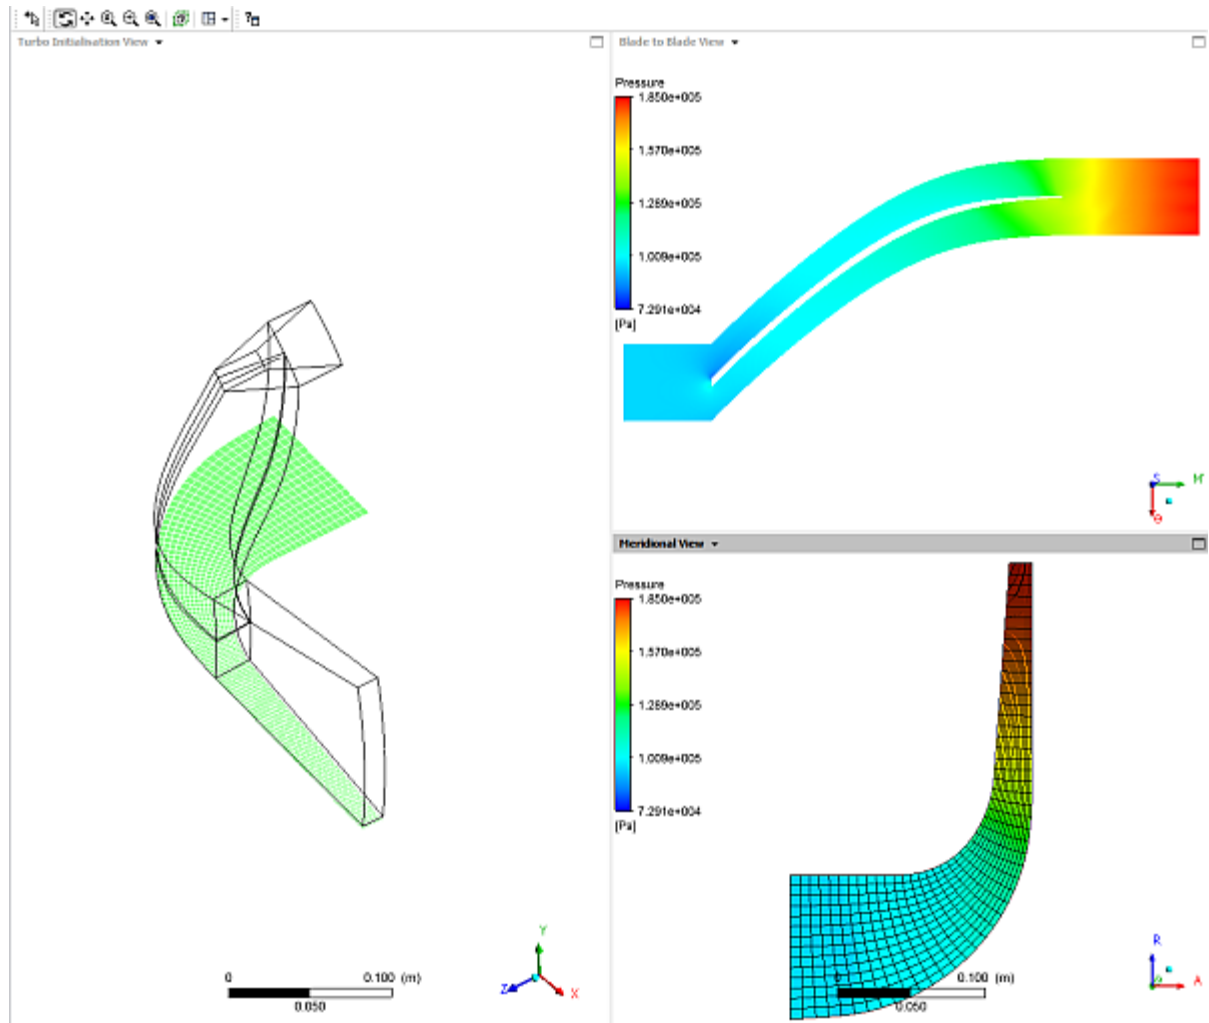 Turbo Initialisation View
Blade to Blade View
Pressure
1.850e+005
1.570e+005
1.289e+005
1.009e+005
7.291e+004
[Pa]
S
M'
Θ
Meridional View
Pressure
1.850e+005
1.570e+005
1.289e+005
1.009e+005
7.291e+004
[Pa]
Y
Z
X
0
0.100 (m)
0.050
R
A
0.100 (m)
0.050